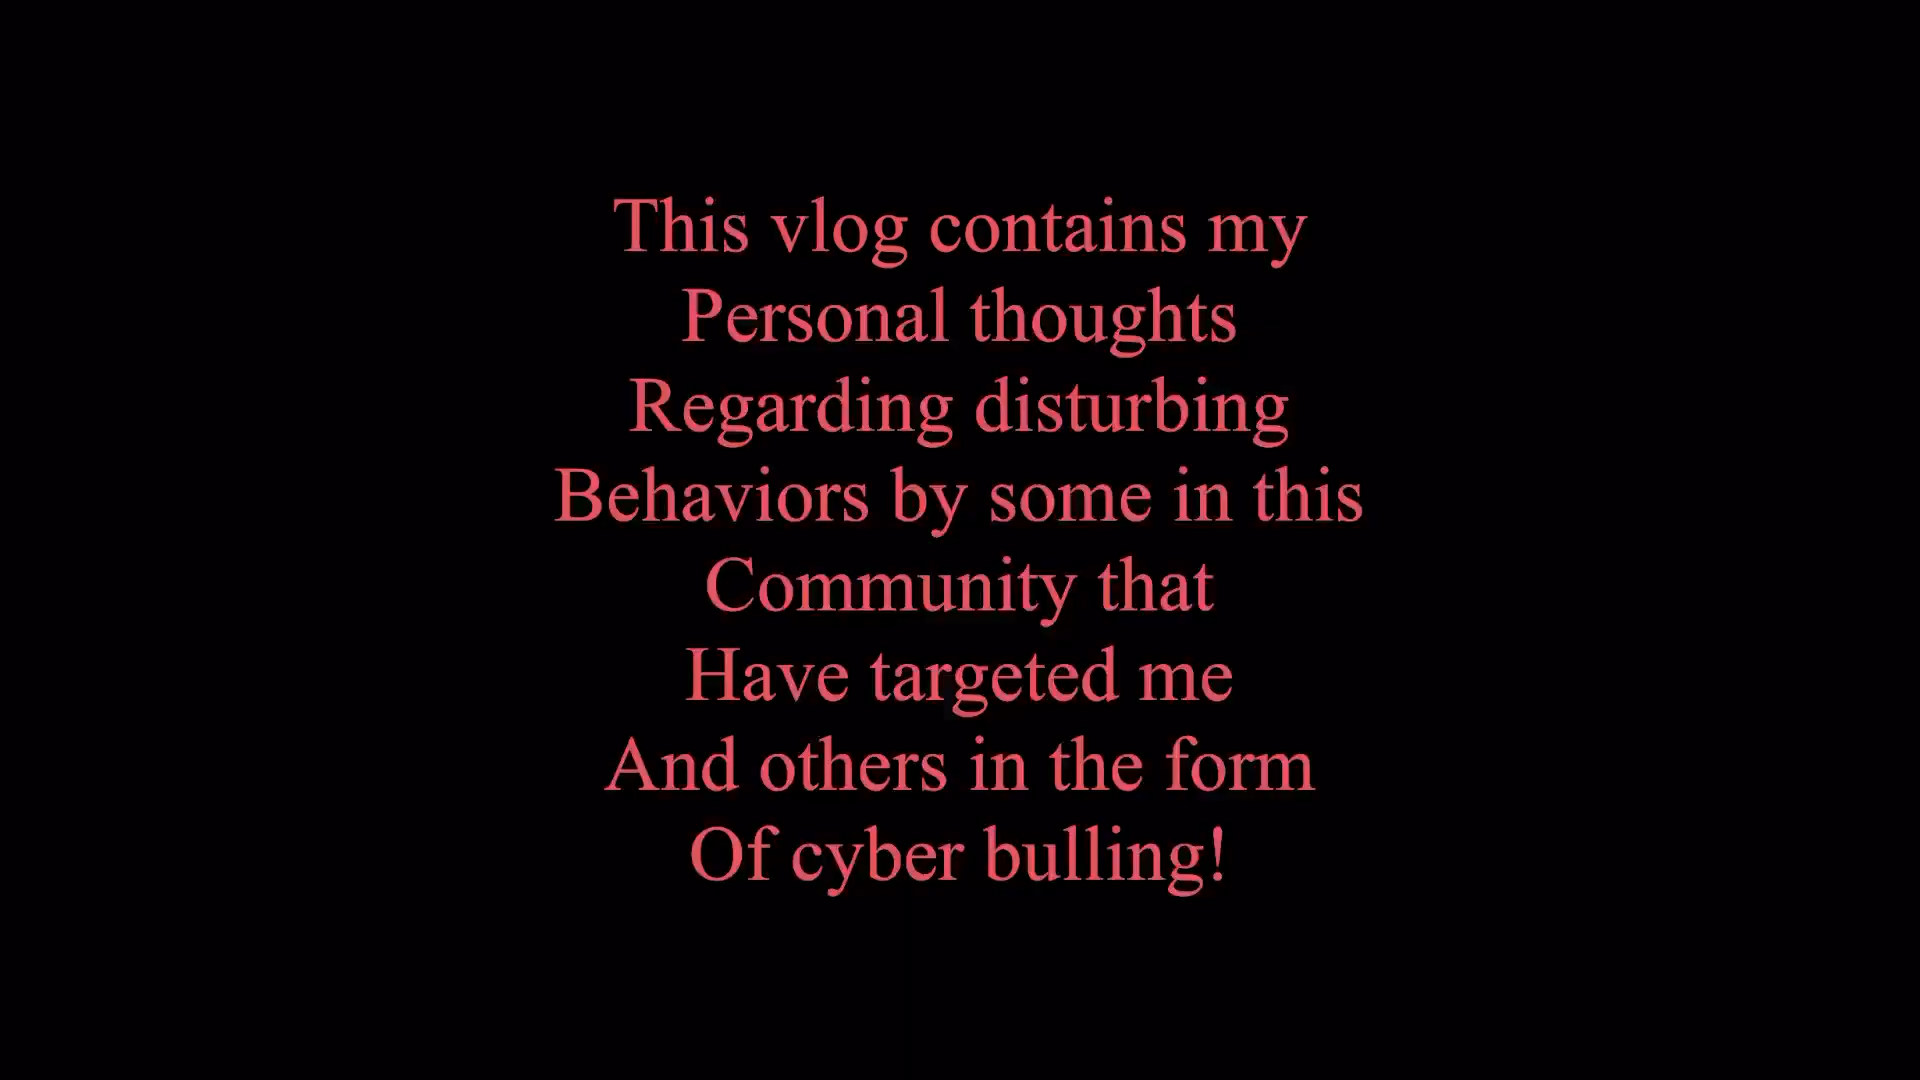 This vlog contains my
Personal thoughts
Regarding disturbing
Behaviors by some in this
Community that
Have targeted me
And others in the form
Of cyber bulling!